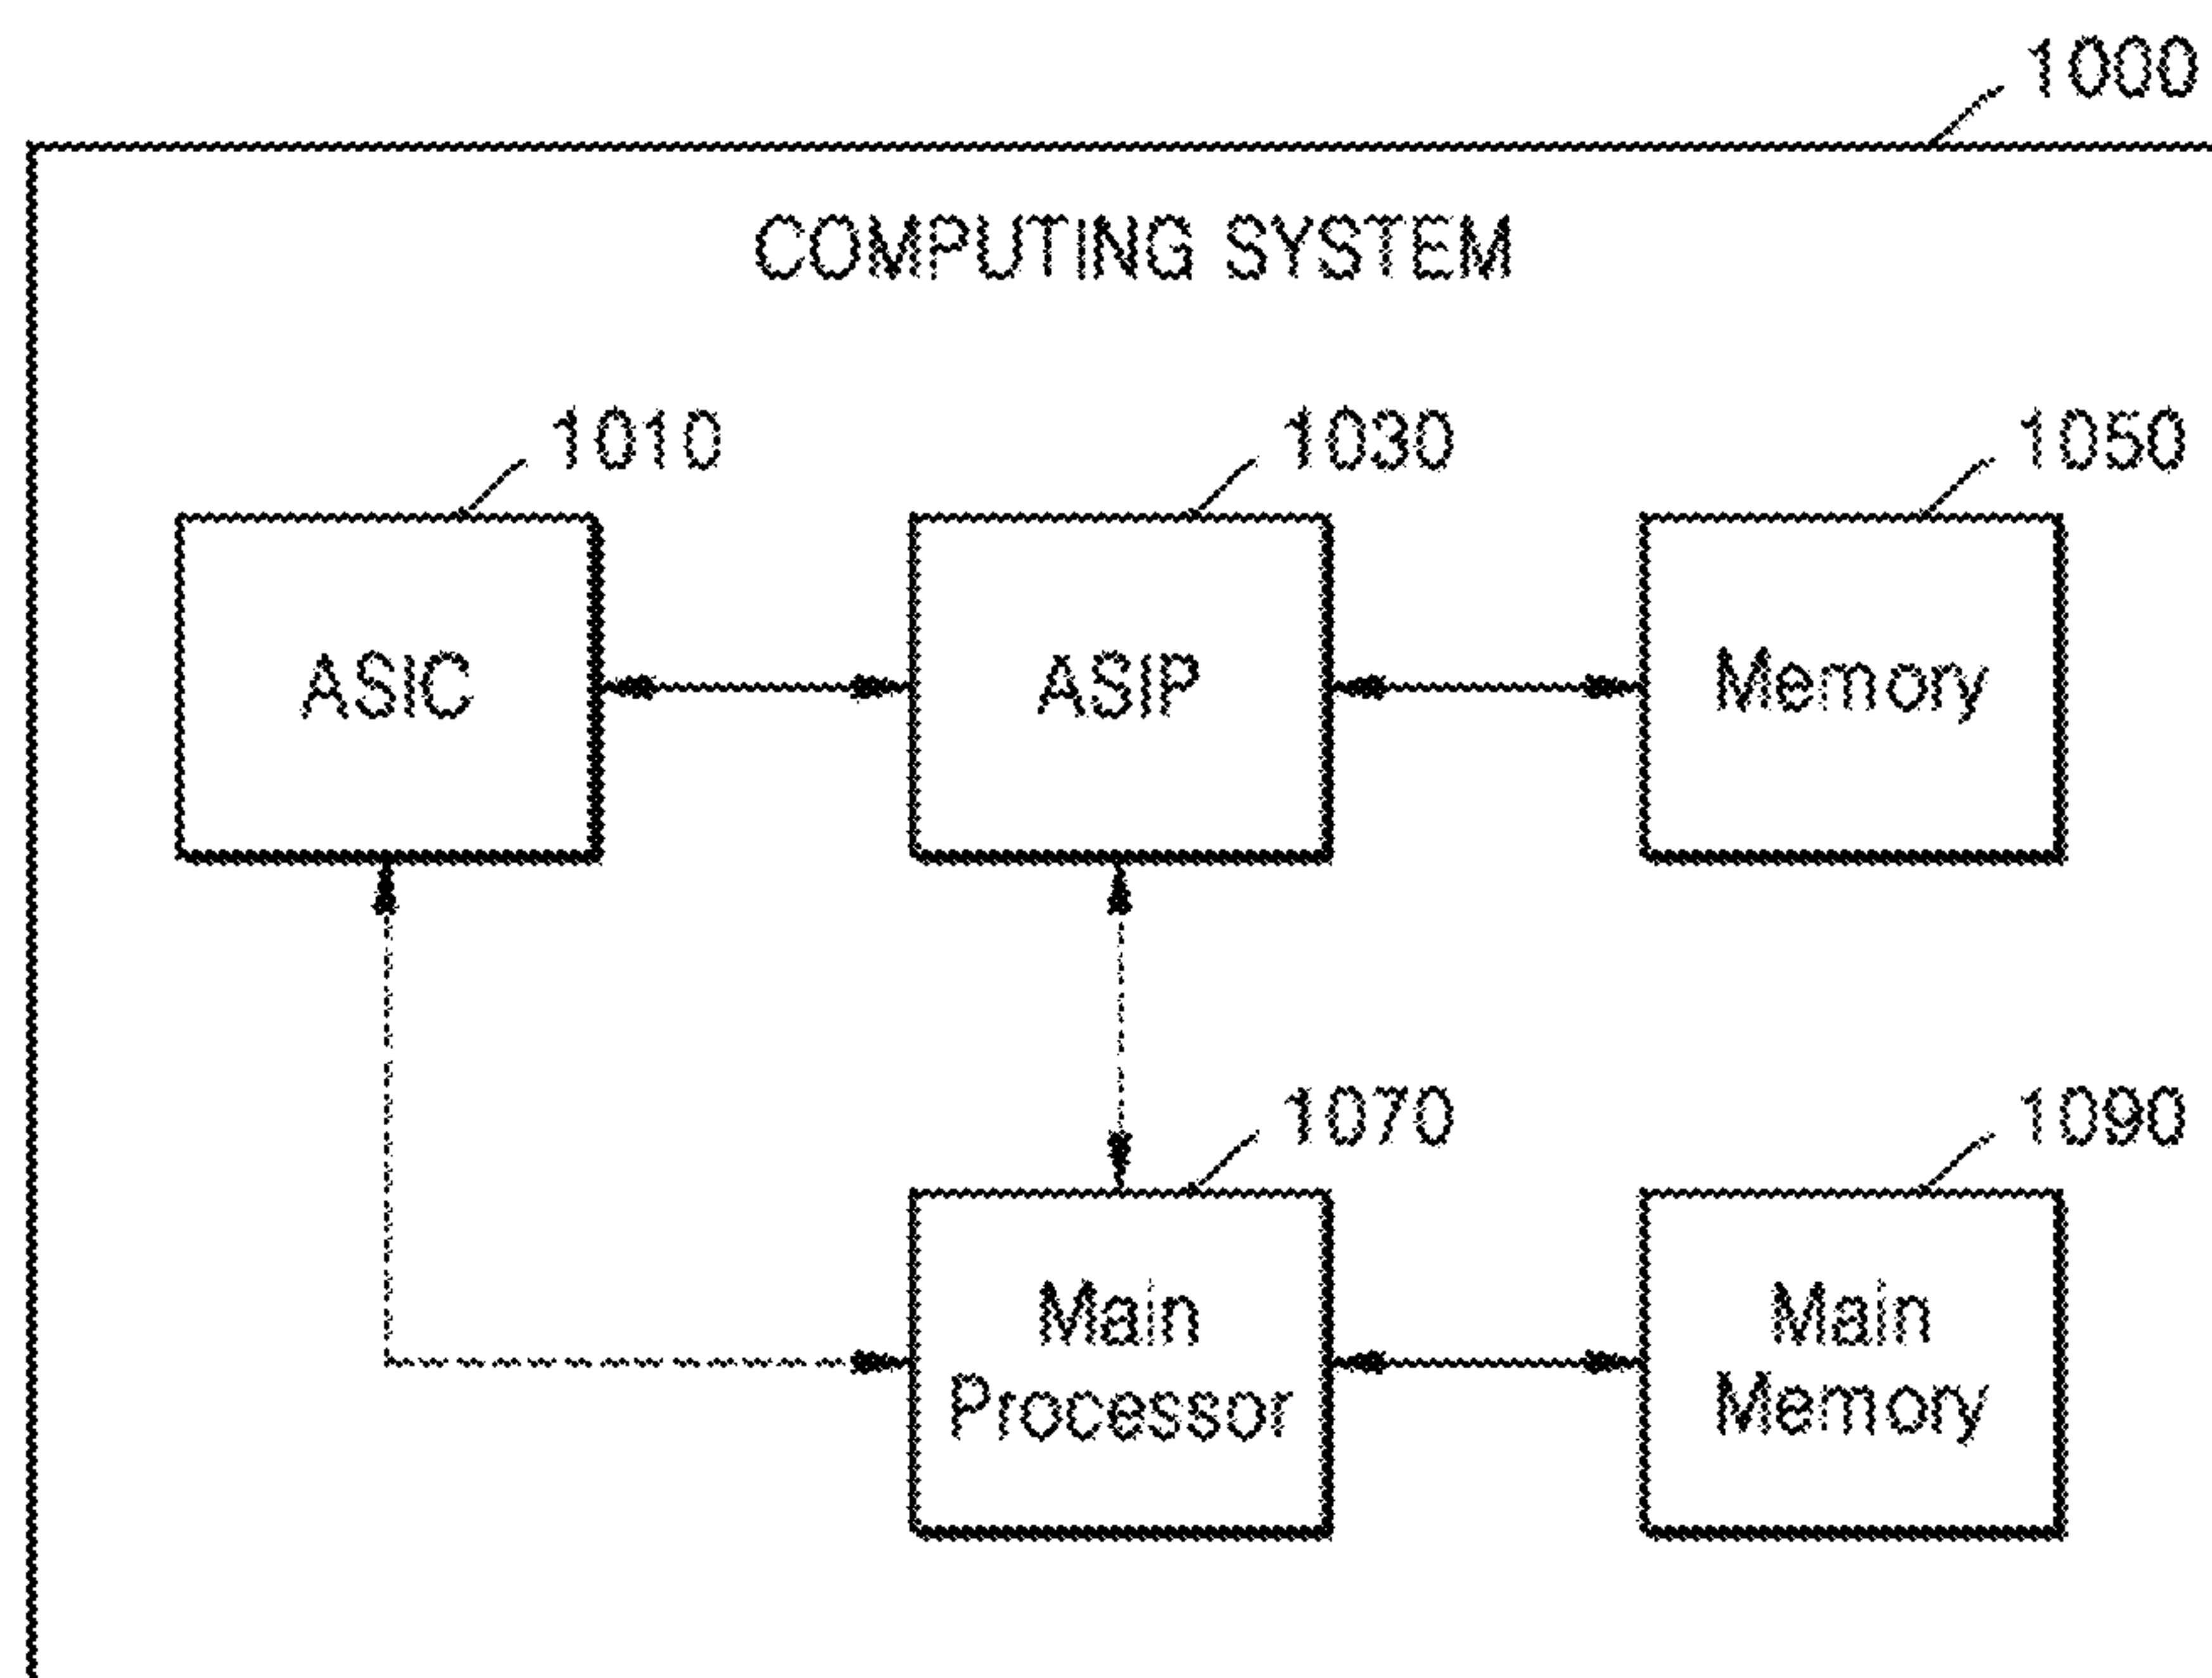 1000
COMPUTING SYSTEM
1010
1030
1050
ASIC
ASIP
Memory
1070
1090
Main
Processor
Main
Memory